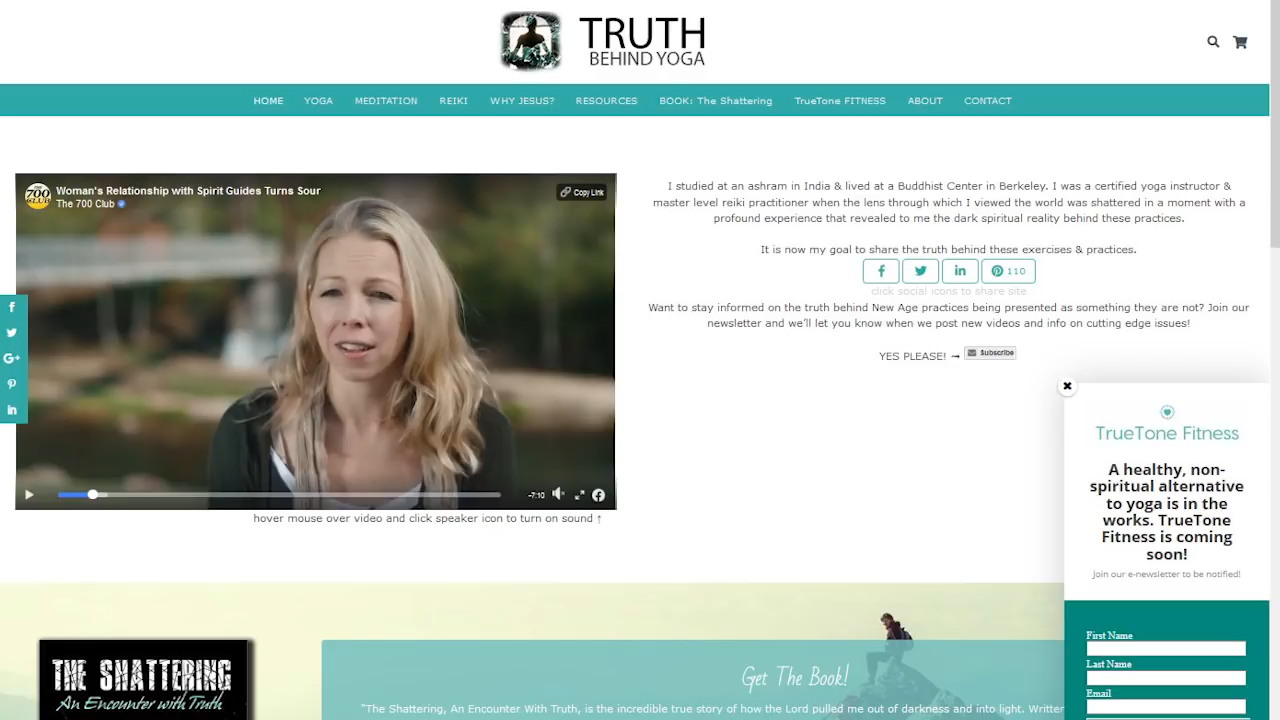 TRUTH
BEHIND YOGA
HOME YOGA MEDITATION REIKI WHY JESUS? RESOURCES BOOK: The Shattering TrueTone FITNESS ABOUT CONTACT
THE 700 CLUB
Woman's Relationship with Spirit Guides Turns Sour
The 700 Club
Copy Link
-7:10
hover mouse over video and click speaker icon to turn on sound ↑
I studied at an ashram in India & lived at a Buddhist Center in Berkeley. I was a certified yoga instructor &
master level reiki practitioner when the lens through which I viewed the world was shattered in a moment with a
profound experience that revealed to me the dark spiritual reality behind these practices.
It is now my goal to share the truth behind these exercises & practices.
110
click social icons to share site
Want to stay informed on the truth behind New Age practices being presented as something they are not? Join our
newsletter and we'll let you know when we post new videos and info on cutting edge issues!
YES PLEASE! → Subscribe
TrueTone Fitness
A healthy, non-
spiritual alternative
to yoga is in the
works. TrueTone
Fitness is coming
soon!
Join our e-newsletter to be notified!
First Name
Last Name
Email
THE SHATTERING
An Encounter with Truth
Get The Book!
"The Shattering, An Encounter With Truth, is the incredible true story of how the Lord pulled me out of darkness and into light. Written